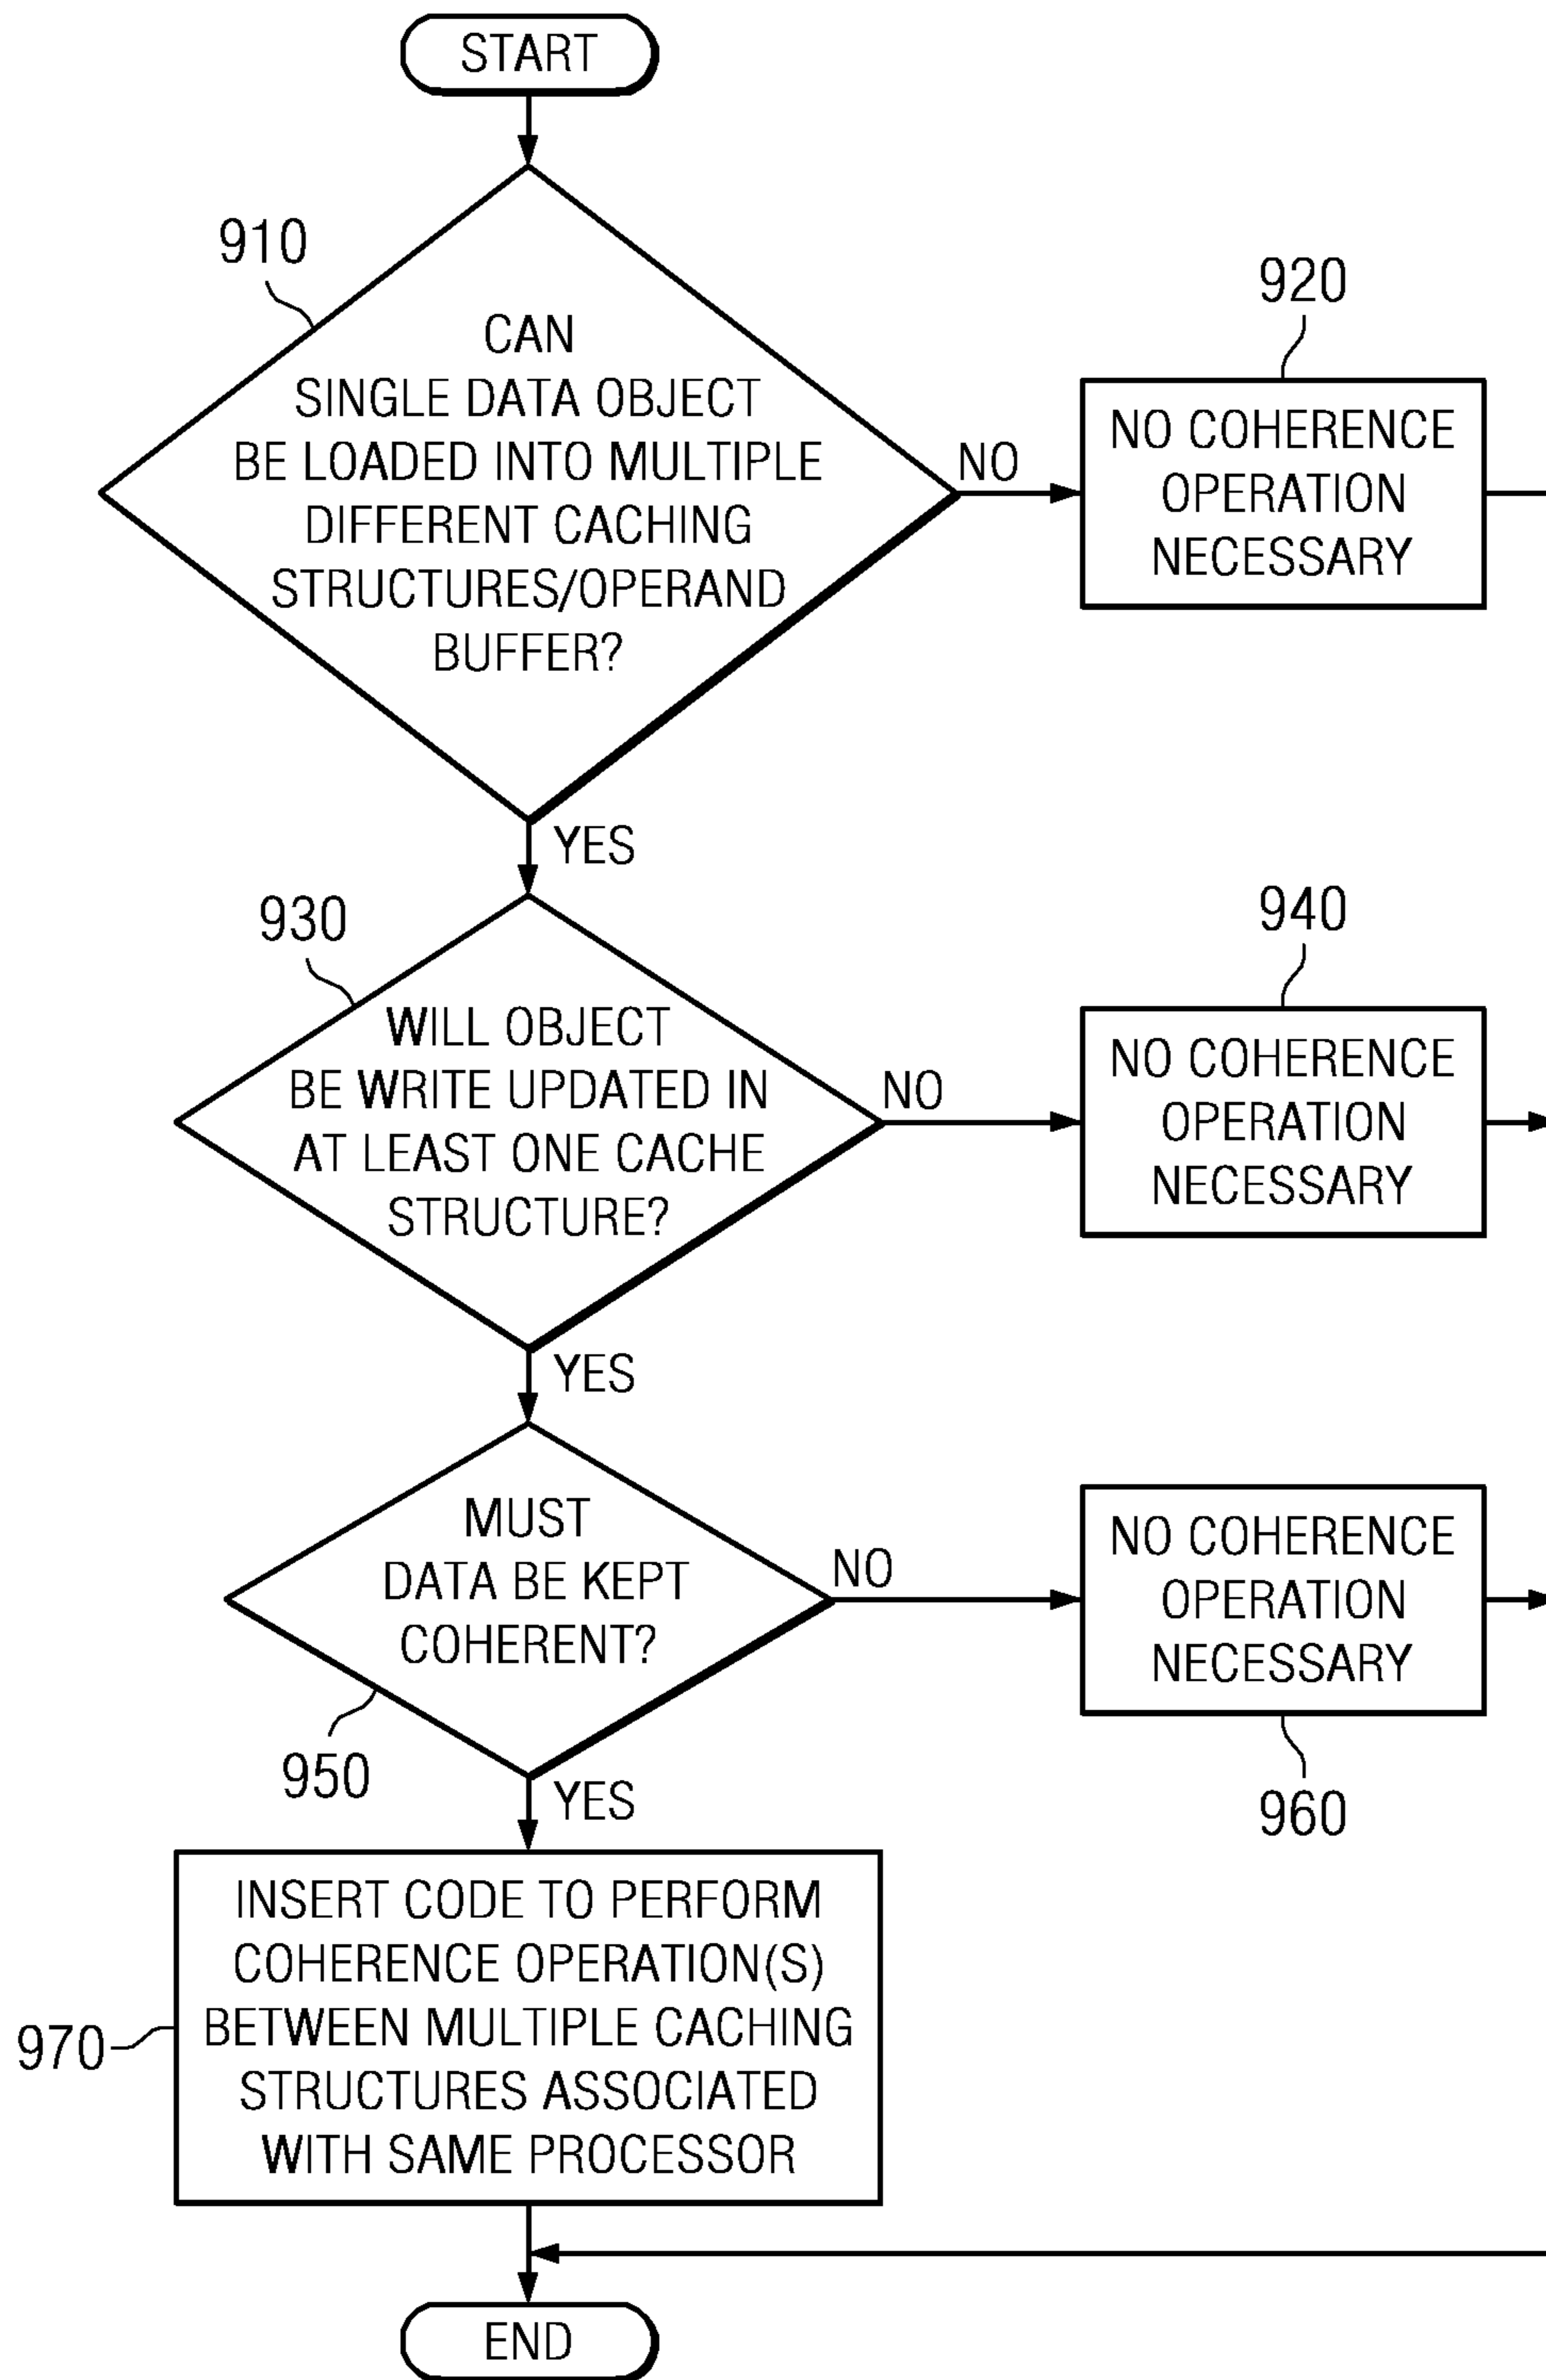 START
910
CAN
SINGLE DATA OBJECT
BE LOADED INTO MULTIPLE
DIFFERENT CACHING
STRUCTURES/OPERAND
BUFFER?
NO
920
NO COHERENCE
OPERATION
NECESSARY
YES
930
WILL OBJECT
BE WRITE UPDATED IN
AT LEAST ONE CACHE
STRUCTURE?
NO
940
NO COHERENCE
OPERATION
NECESSARY
YES
MUST
DATA BE KEPT
COHERENT?
950
NO
NO COHERENCE
OPERATION
NECESSARY
960
YES
INSERT CODE TO PERFORM
COHERENCE OPERATION(S)
BETWEEN MULTIPLE CACHING
STRUCTURES ASSOCIATED
WITH SAME PROCESSOR
970
END